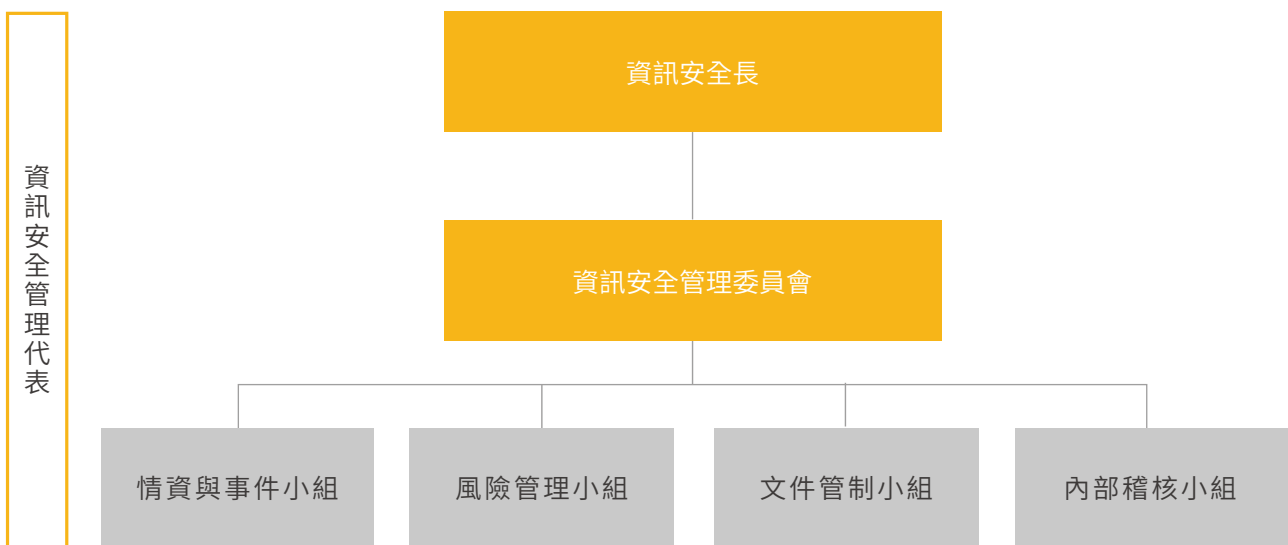 資訊安全管理代表
資訊安全長
資訊安全管理委員會
情資與事件小組
風險管理小組
文件管制小組
內部稽核小組